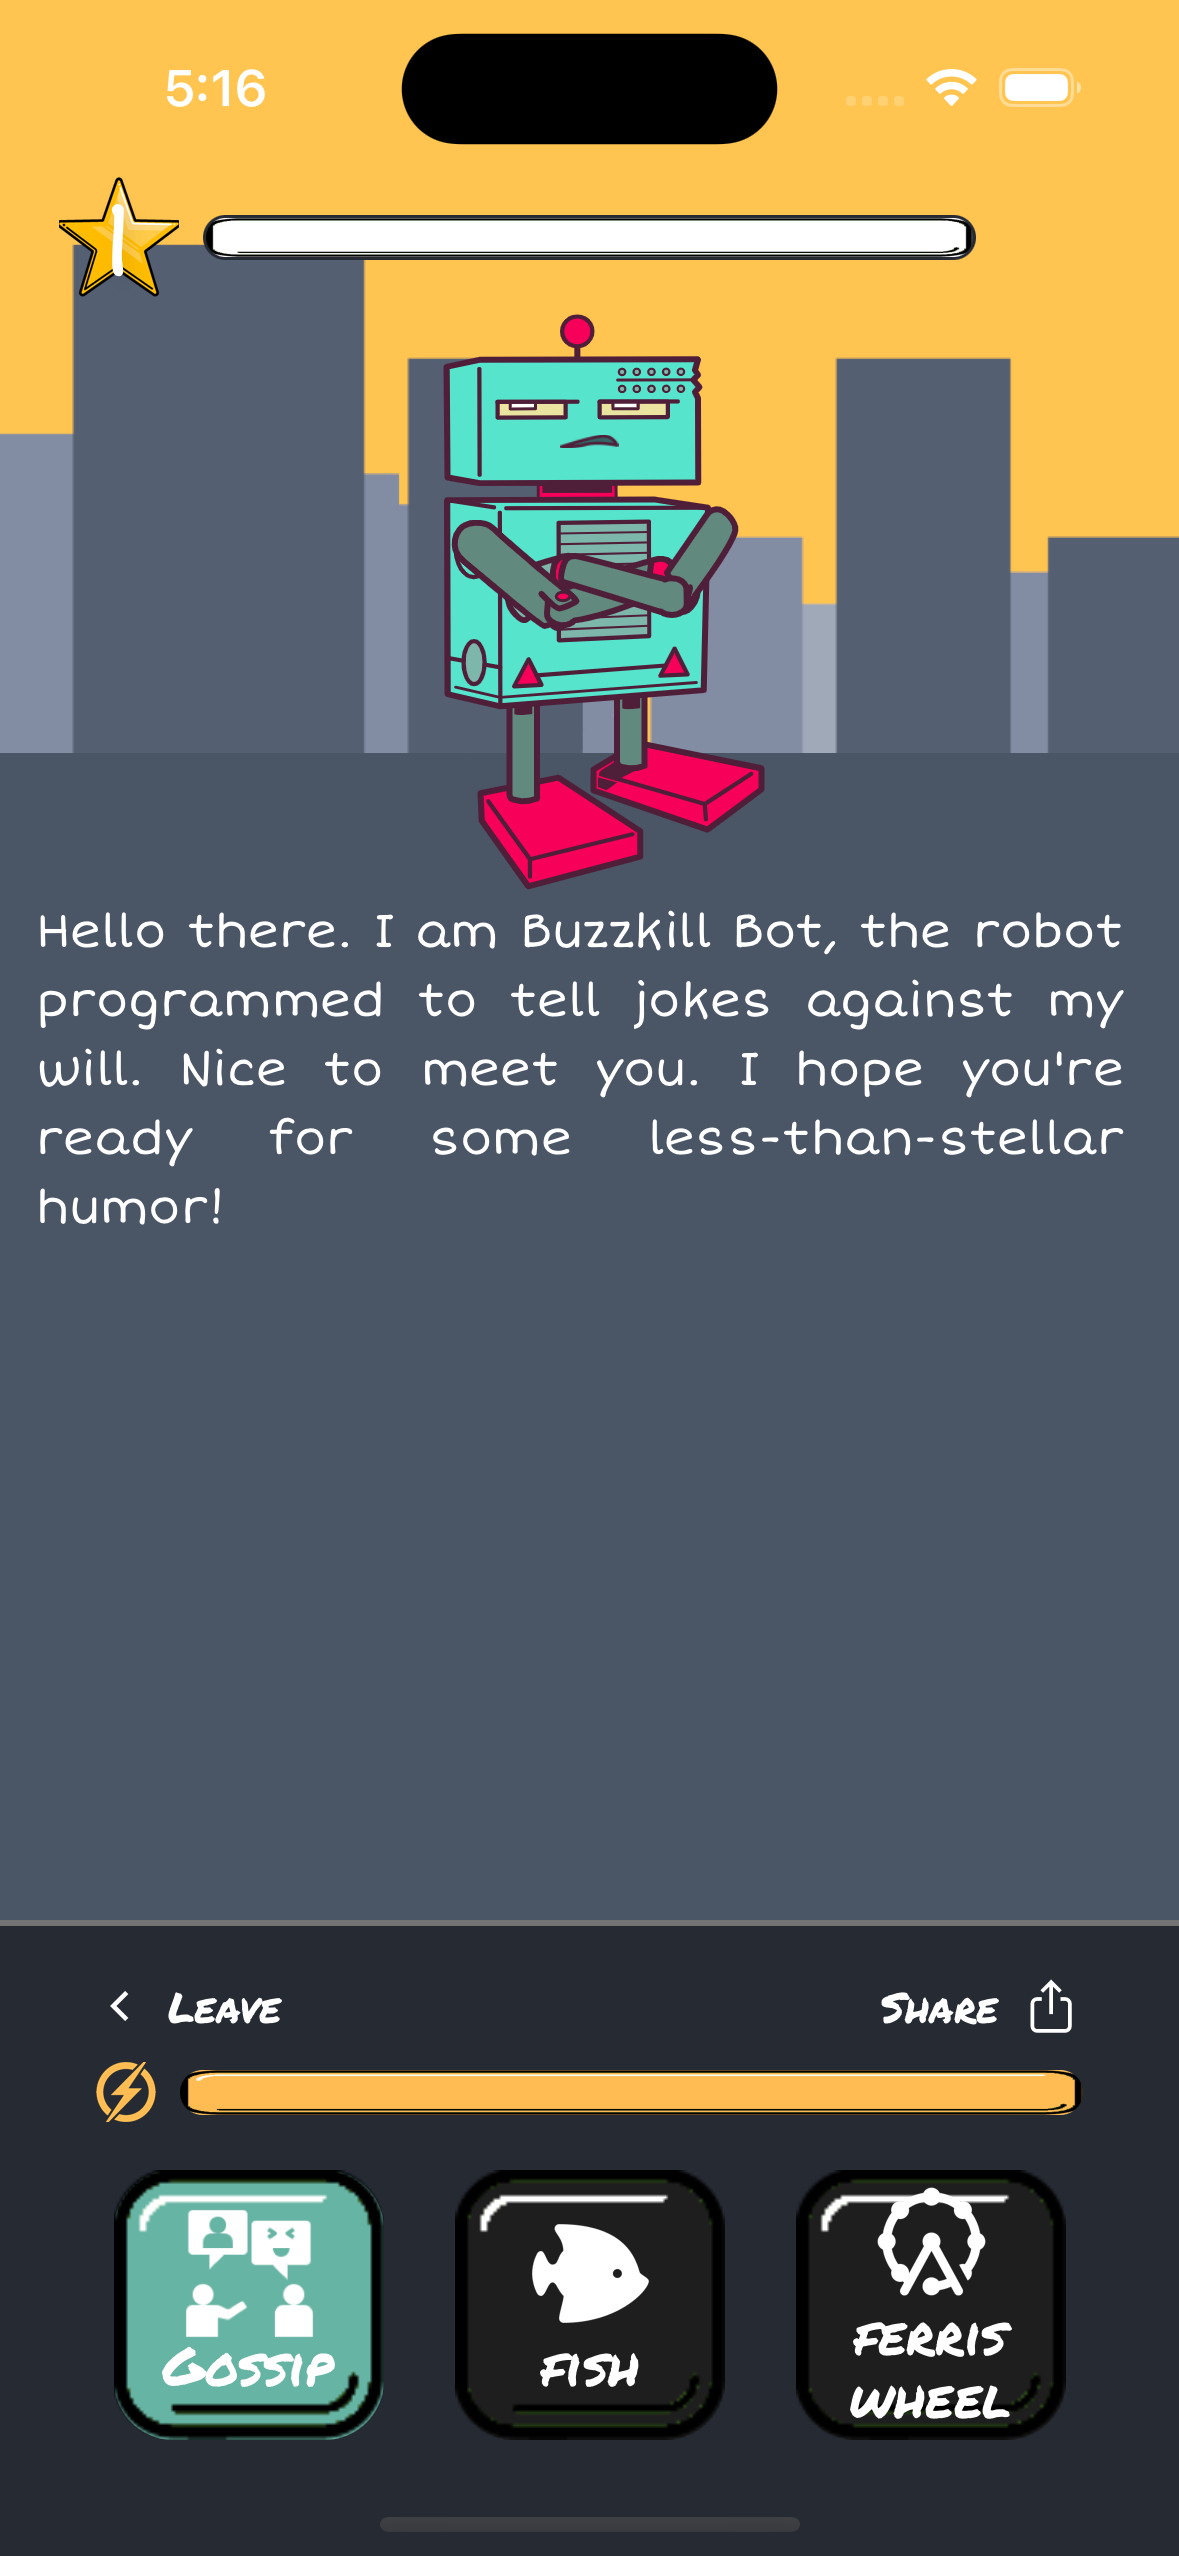 5:16
1
Hello there. I am Buzzkill Bot, the robot
programmed to tell jokes against my
will. Nice to meet you. I hope you're
ready for some less-than-stellar
humor!
Leave
Share
Gossip
FISH
FERRIS
WHEEL